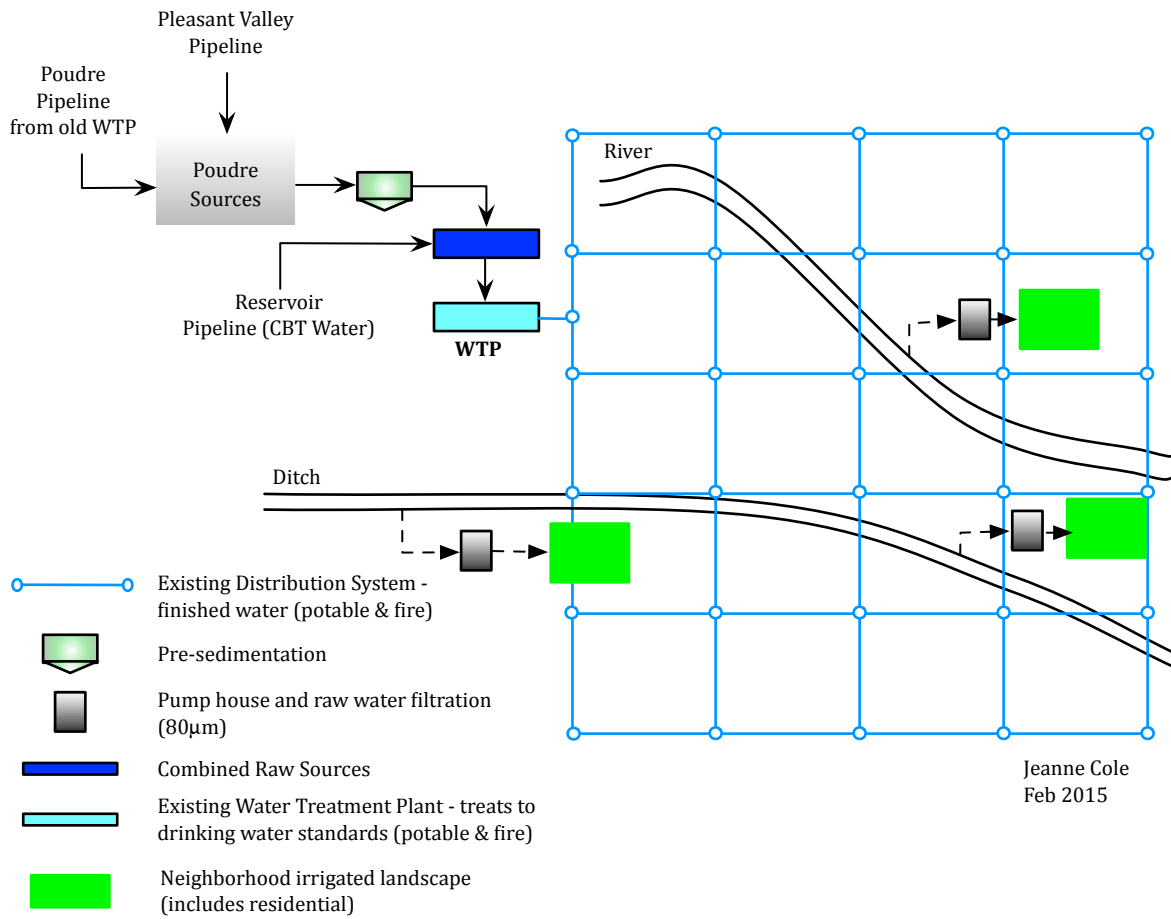 Pleasant Valley
Pipeline
Poudre
Pipeline
from old WTP
Poudre
Sources
River
Reservoir
Pipeline (CBT Water)
WTP
Ditch
Existing Distribution System -
finished water (potable & fire)
Pre-sedimentation
Pump house and raw water filtration
(80µm)
Combined Raw Sources
Existing Water Treatment Plant - treats to
drinking water standards (potable & fire)
Neighborhood irrigated landscape
(includes residential)
Jeanne Cole
Feb 2015